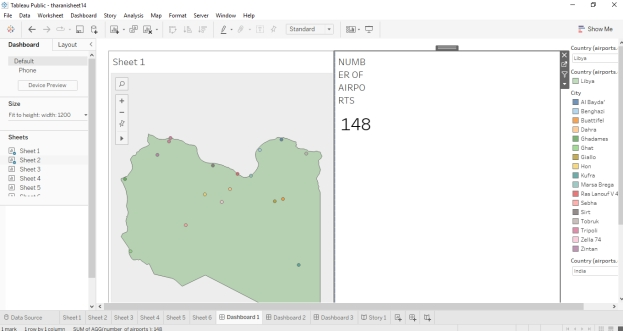 Tableau Public - tharanisheet14
File Data Worksheet Dashboard Story Analysis Map Format Server Window Help
Standard
Show Me
Dashboard Layout
Default
Phone
Device Preview
Size
Fit to height: width: 1200
Sheets
Sheet 1
Sheet 2
Sheet 3
Sheet 4
Sheet 5
Sheet 1
NUMB
ER OF
AIRPO
RTS
148
Country (airports.
Libya
Country (airports.
Libya
City
Al Bayda'
Benghazi
Buattifel
Dahra
Ghadames
Ghat
Giallo
Hon
Kufra
Marsa Brega
Ras Lanouf V 4
Sebha
Sirt
Tobruk
Tripoli
Zella 74
Zintan
Country (airports.
India
Data Source Sheet 1 Sheet 2 Sheet 3 Sheet 4 Sheet 5 Sheet 6 Dashboard 1 Dashboard 2 Dashboard 3 Story 1
1 mark 1 row by 1 column SUM of AGG(number of airports): 148